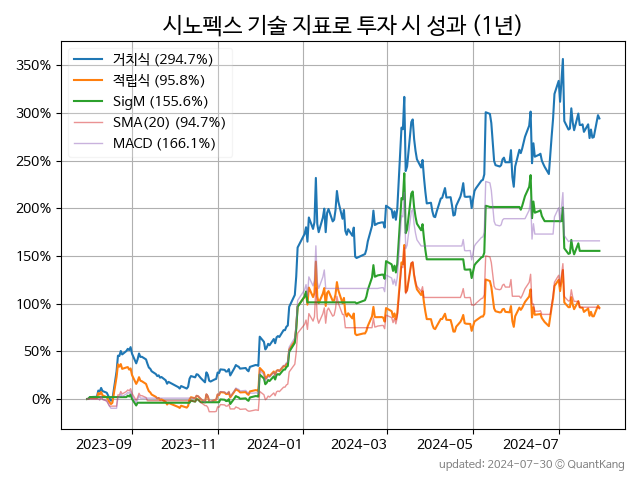 시노펙스 기술 지표로 투자 시 성과 (1년)
거치식 (294.7%)
적립식 (95.8%)
SigM (155.6%)
SMA(20) (94.7%)
MACD (166.1%)
350%
300%
250%
200%
150%
100%
50%
0%
2023-09
2023-11
2024-01
2024-03
2024-05
2024-07
updated: 2024-07-30 © QuantKang